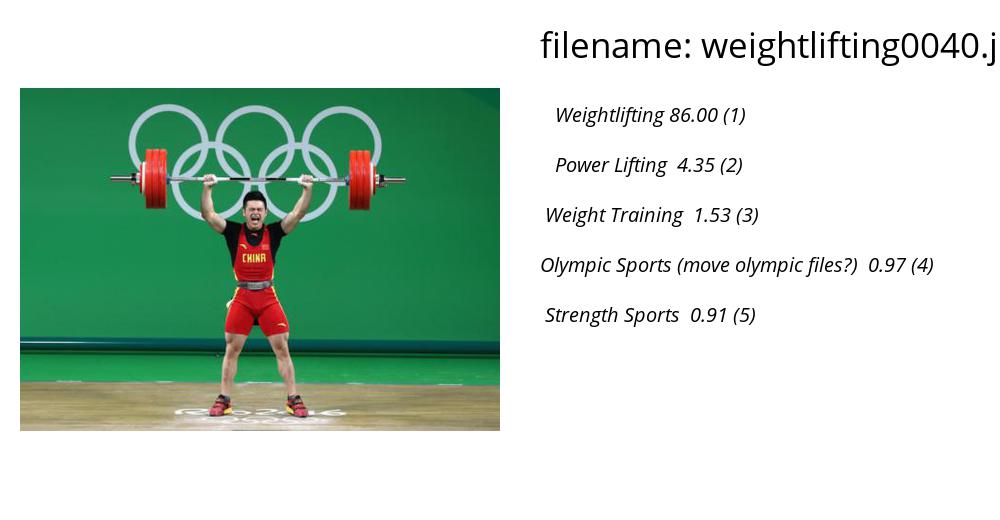 filename: weightlifting0040.j
Weightlifting 86.00 (1)
Power Lifting 4.35 (2)
Weight Training 1.53 (3)
Olympic Sports (move olympic files?) 0.97 (4)
Strength Sports 0.91 (5)
CHINA